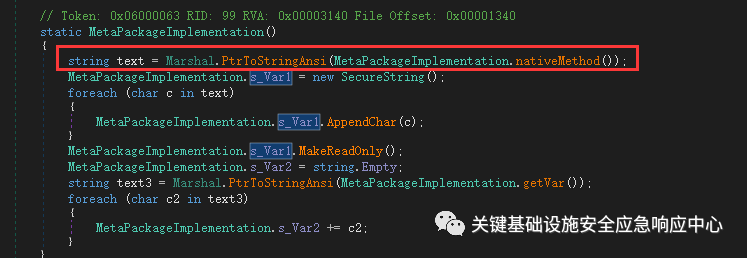 // Token: 0x06000063 RID: 99 RVA: 0x00003140 File Offset: 0x00001340
static MetaPackageImplementation()
{
string text = Marshal.PtrToStringAnsi(MetaPackageImplementation.nativeMethod());
MetaPackageImplementation.s_Var1 = new SecureString();
foreach (char c in text)
{
MetaPackageImplementation.s_Var1.AppendChar(c);
}
MetaPackageImplementation.s_Var1.MakeReadOnly();
MetaPackageImplementation.s_Var2 = string.Empty;
string text3 = Marshal.PtrToStringAnsi(MetaPackageImplementation.getVar());
foreach (char c2 in text3)
{
MetaPackageImplementation.s_Var2 += c2;
}
}
关键基础设施安全应急响应中心